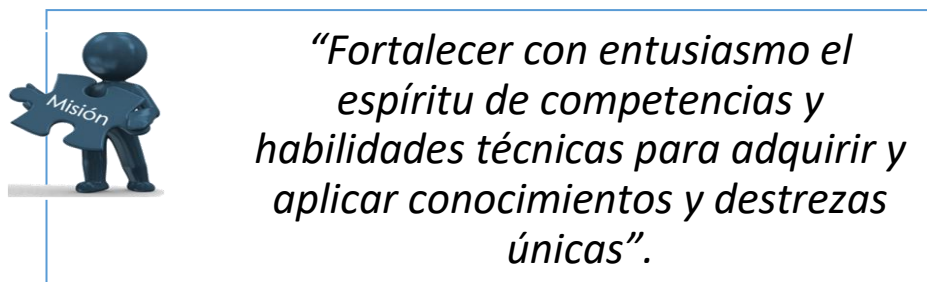 Misión
“Fortalecer con entusiasmo el
espíritu de competencias y
habilidades técnicas para adquirir y
aplicar conocimientos y destrezas
únicas”.